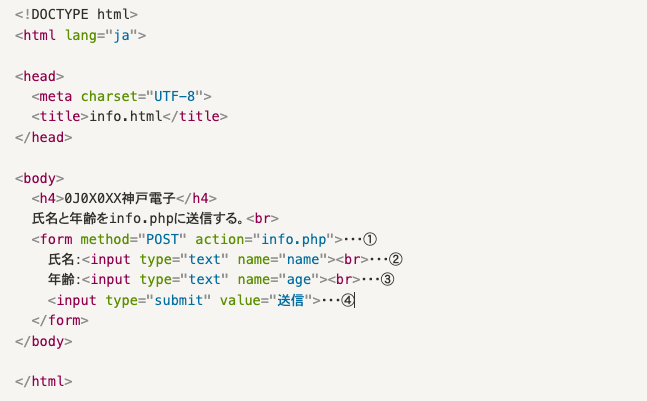 <!DOCTYPE html>
<html lang="ja">
<head>
<meta charset="UTF-8">
<title>info.html</title>
</head>
<body>
<h4>0J0X0XX神戸電子</h4>
氏名と年齢をinfo.phpに送信する。<br>
<form method="POST" action="info.php">･･･①
氏名:<input type="text" name="name"><br>･･･②
年齢:<input type="text" name="age"><br>･･･③
<input type="submit" value="送信">･･･④
</form>
</body>
</html>